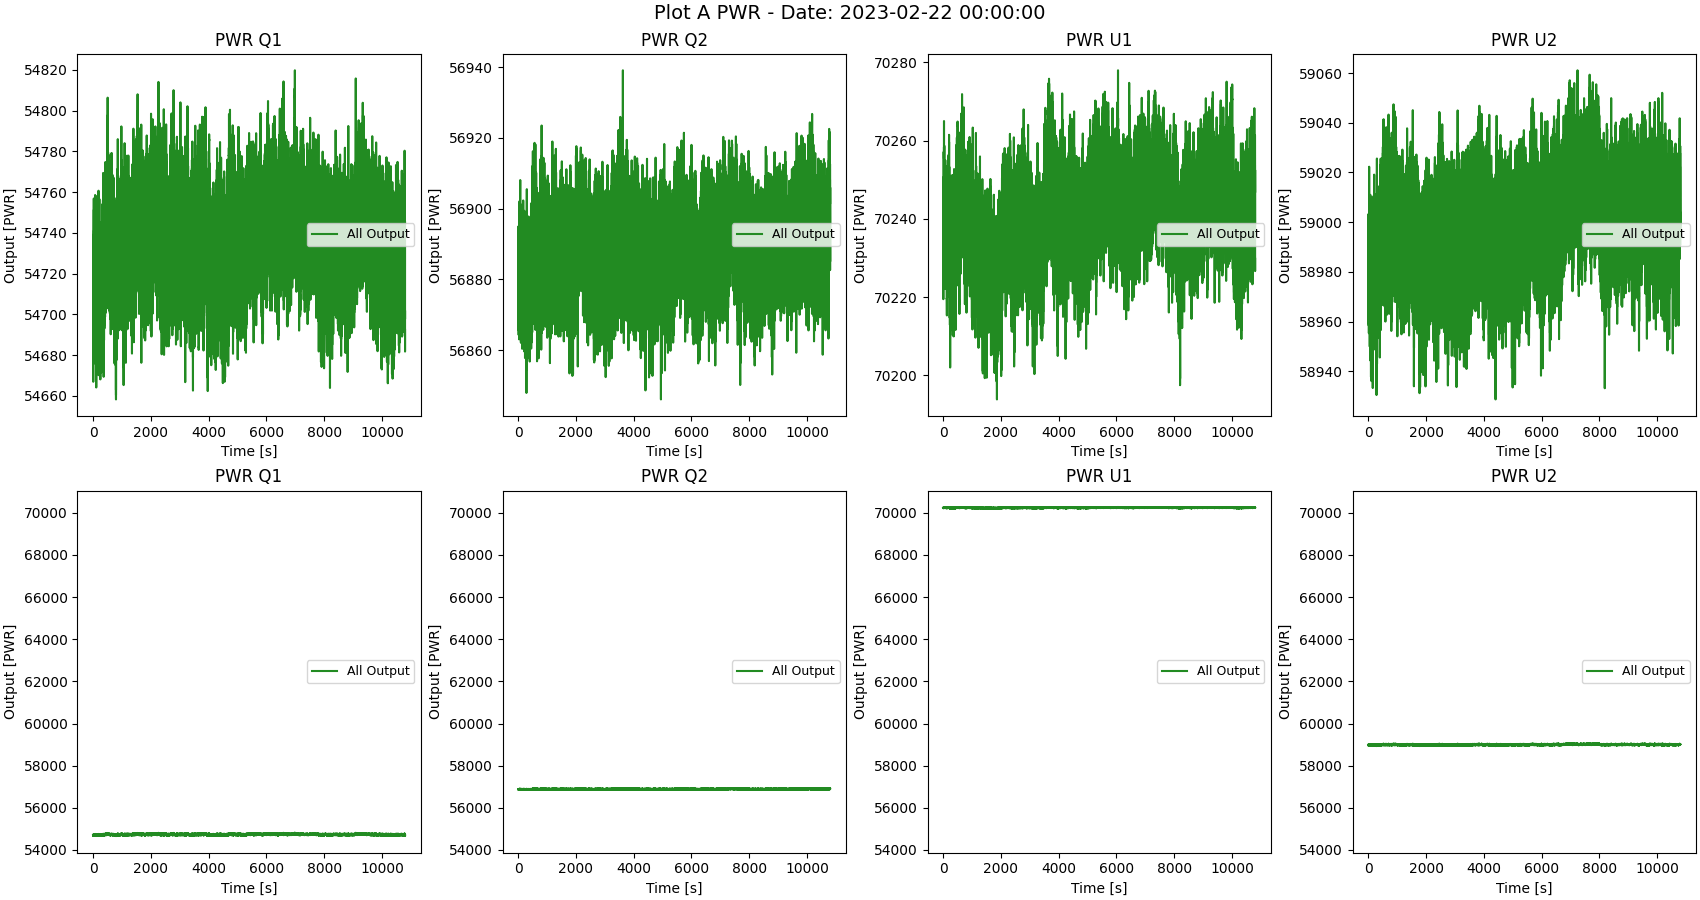 Plot A PWR - Date: 2023-02-22 00:00:00
PWR Q1
Output [PWR]
54820
54800
54780
54760
54740
54720
54700
54680
54660
All Output
0 2000 4000 6000 8000 10000
Time [s]
PWR Q2
Output [PWR]
56940
56920
56900
56880
56860
All Output
0 2000 4000 6000 8000 10000
Time [s]
PWR U1
Output [PWR]
70280
70260
70240
70220
70200
All Output
0 2000 4000 6000 8000 10000
Time [s]
PWR U2
Output [PWR]
59060
59040
59020
59000
58980
58960
58940
All Output
0 2000 4000 6000 8000 10000
Time [s]
PWR Q1
Output [PWR]
70000
68000
66000
64000
62000
60000
58000
56000
54000
All Output
0 2000 4000 6000 8000 10000
Time [s]
PWR Q2
Output [PWR]
70000
68000
66000
64000
62000
60000
58000
56000
54000
All Output
0 2000 4000 6000 8000 10000
Time [s]
PWR U1
Output [PWR]
70000
68000
66000
64000
62000
60000
58000
56000
54000
All Output
0 2000 4000 6000 8000 10000
Time [s]
PWR U2
Output [PWR]
70000
68000
66000
64000
62000
60000
58000
56000
54000
All Output
0 2000 4000 6000 8000 10000
Time [s]